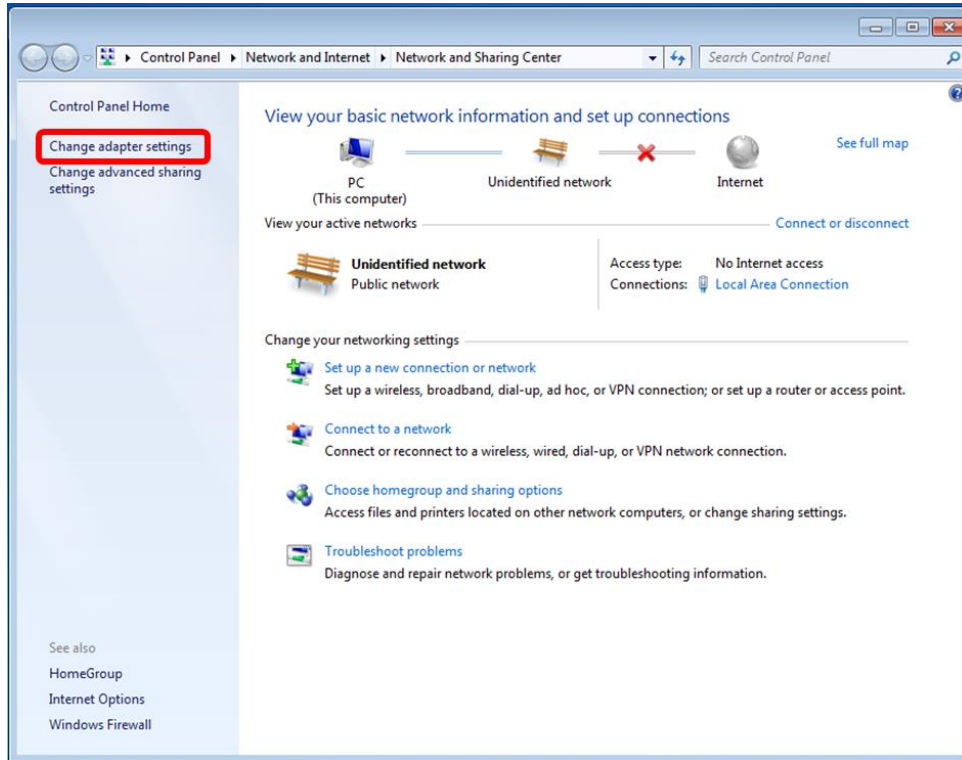 Control Panel Network and Internet Network and Sharing Center Search Control Panel
Control Panel Home
Change adapter settings
Change advanced sharing
settings
View your basic network information and set up connections
See full map
PC
(This computer)
Unidentified network
Internet
View your active networks
Connect or disconnect
Unidentified network
Public network
Access type: No Internet access
Connections: Local Area Connection
Change your networking settings
Set up a new connection or network
Set up a wireless, broadband, dial-up, ad hoc, or VPN connection; or set up a router or access point.
Connect to a network
Connect or reconnect to a wireless, wired, dial-up, or VPN network connection.
Choose homegroup and sharing options
Access files and printers located on other network computers, or change sharing settings.
Troubleshoot problems
Diagnose and repair network problems, or get troubleshooting information.
See also
HomeGroup
Internet Options
Windows Firewall